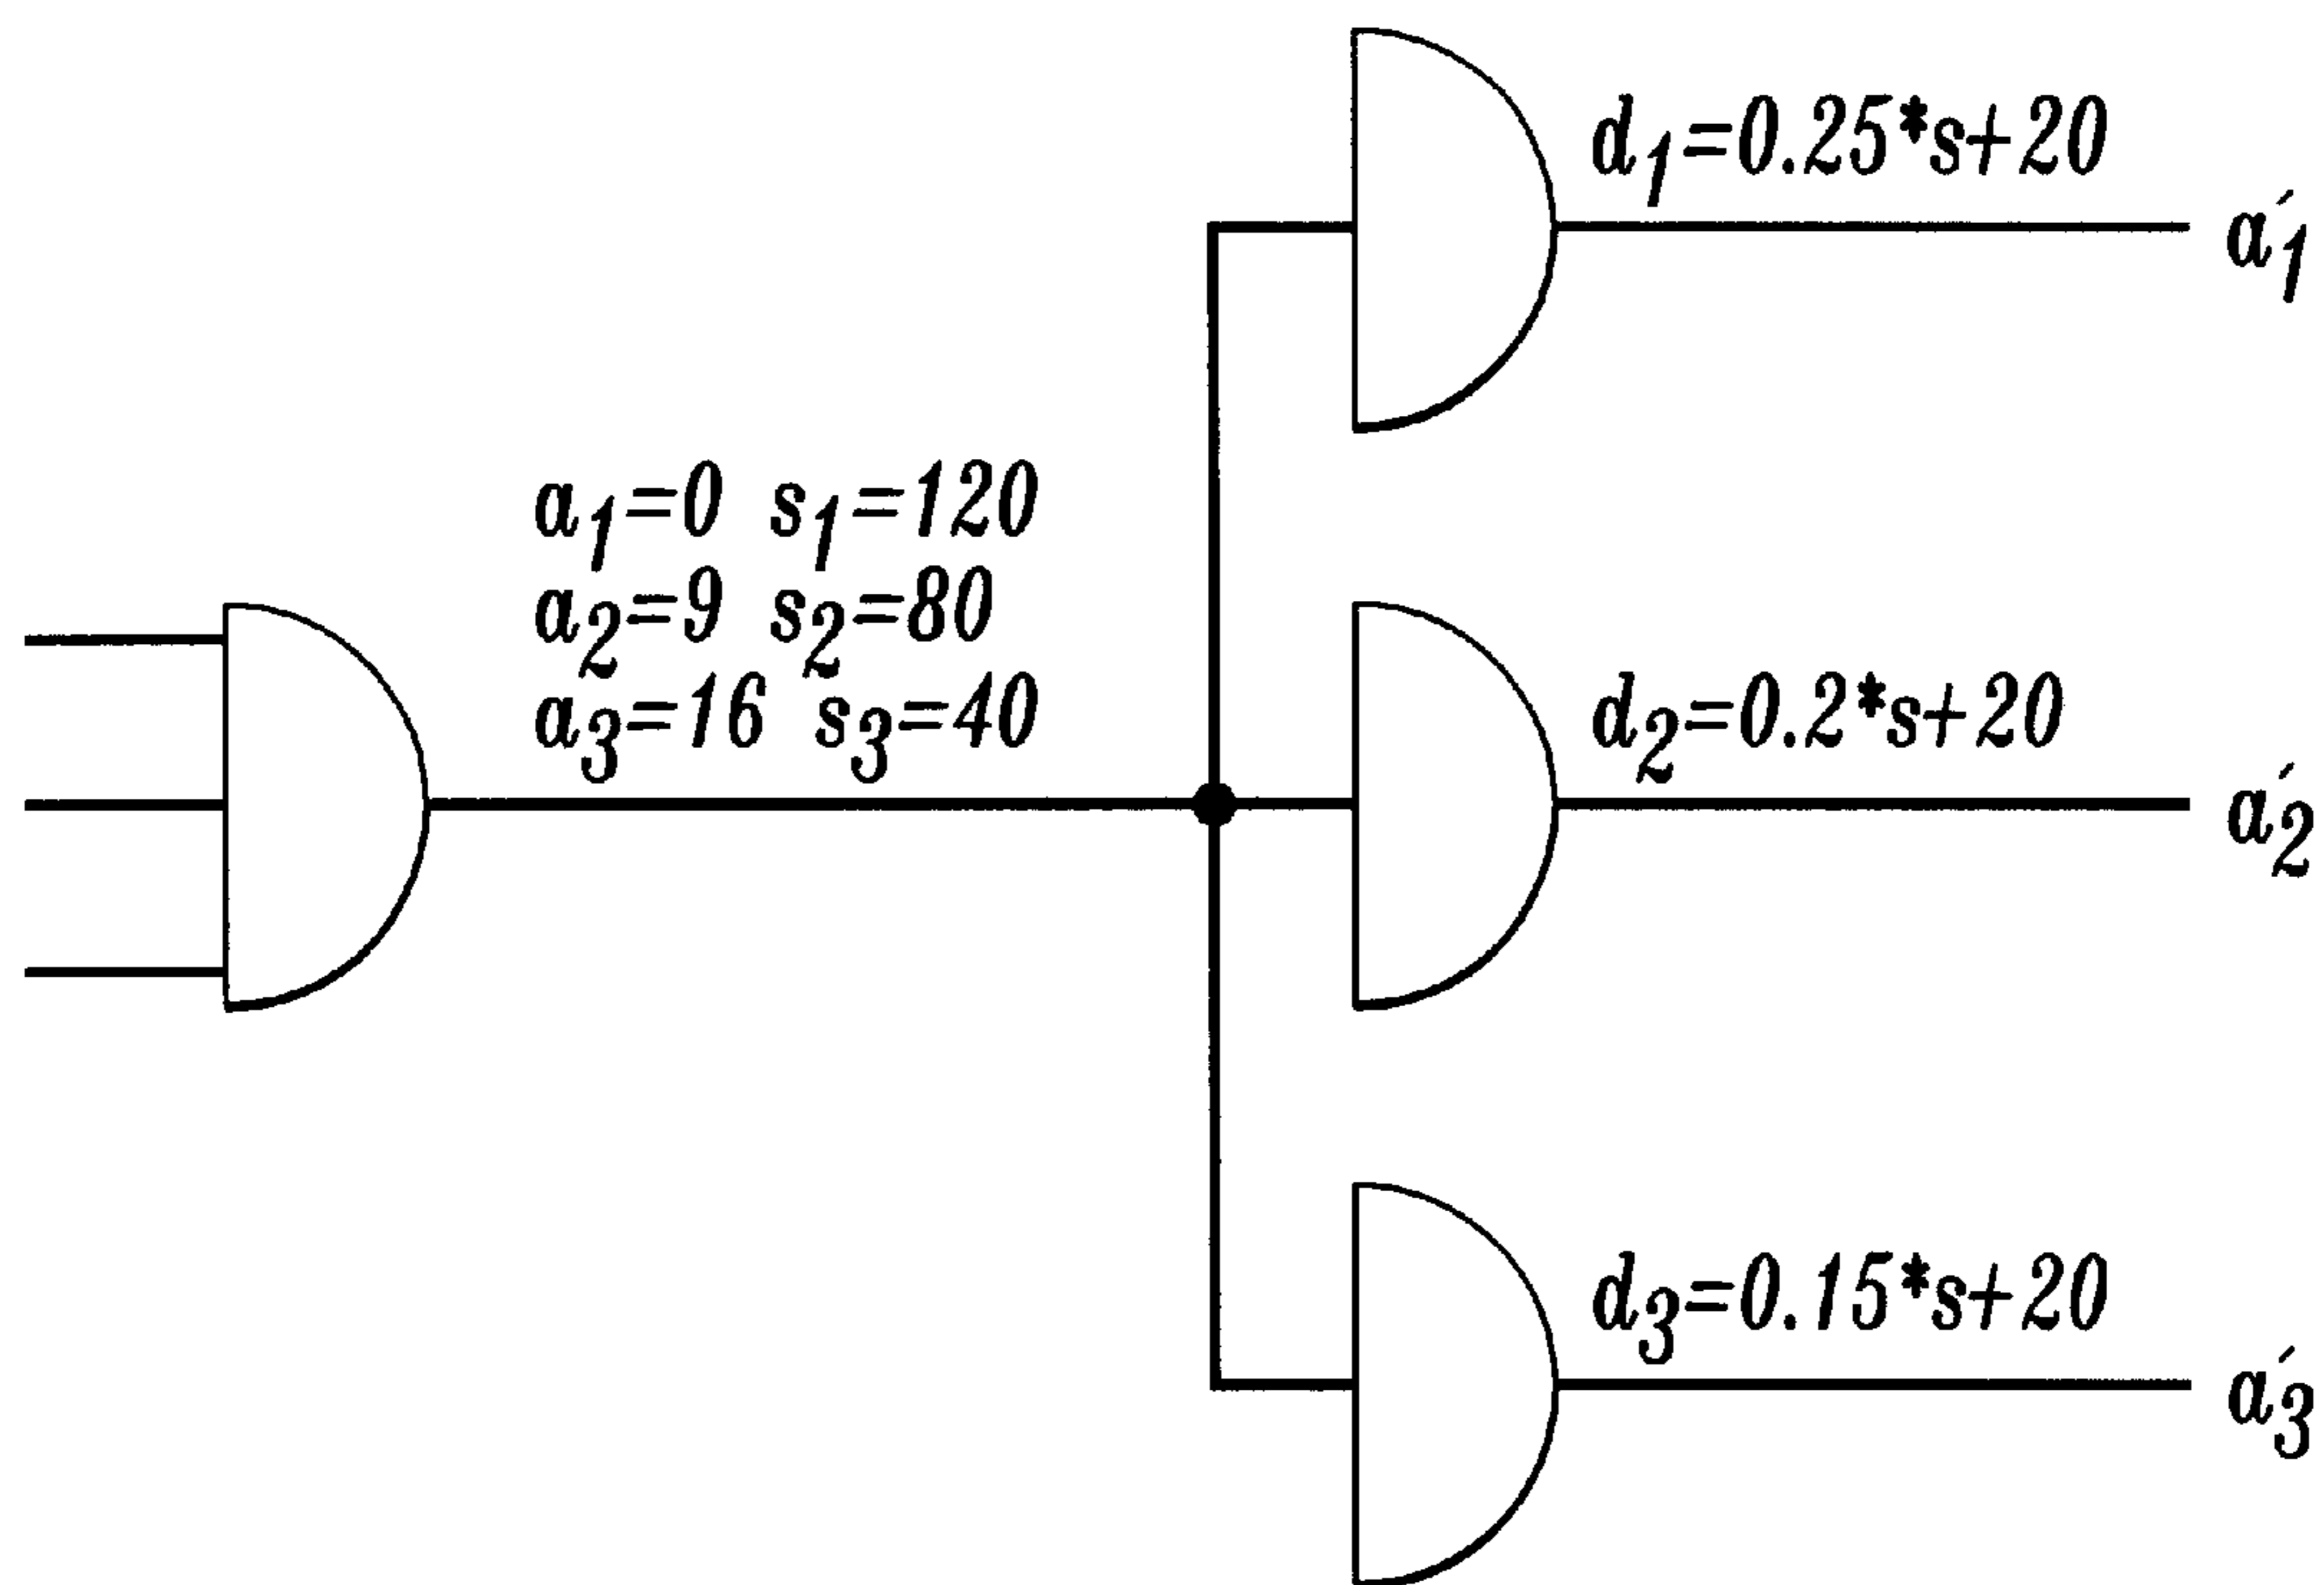 d₁=0.25*s+20
a′₁
a₁=0 s₁=120
a₂=9 s₂=80
a₃=16 s₃=40
d₂=0.2*s+20
a′₂
d₃=0.15*s+20
a′₃